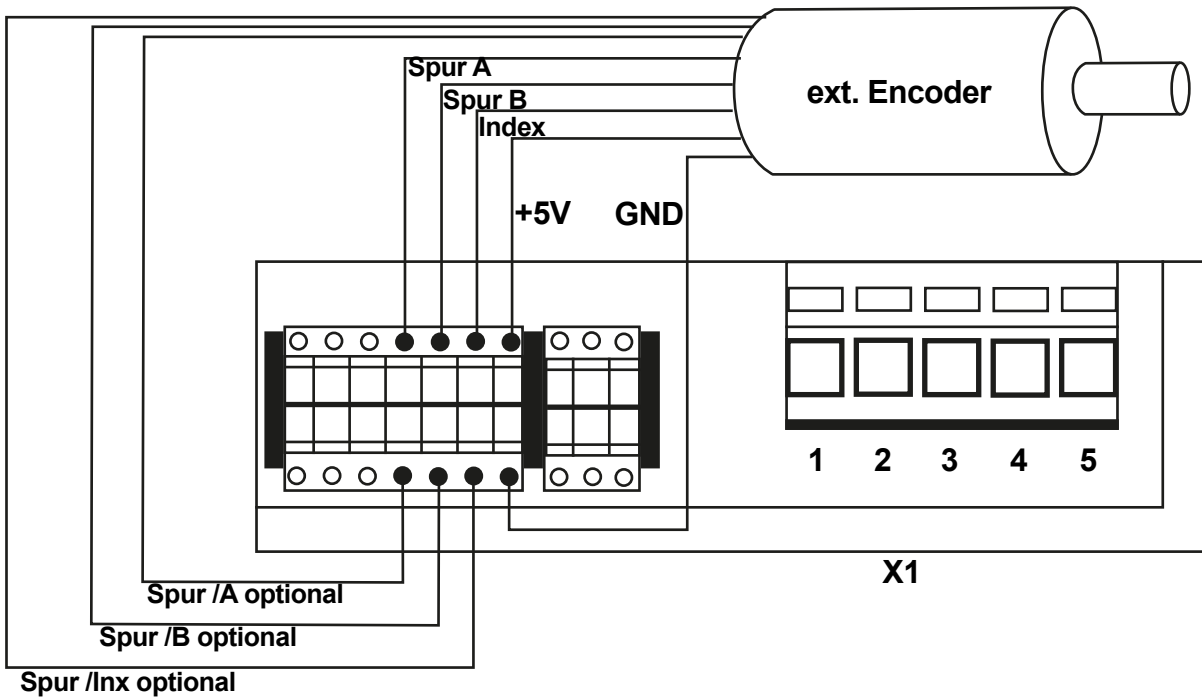 Spur A
ext. Encoder
Spur B
Index
+5V GND
1 2 3 4 5
X1
Spur /A optional
Spur /B optional
Spur /Inx optional